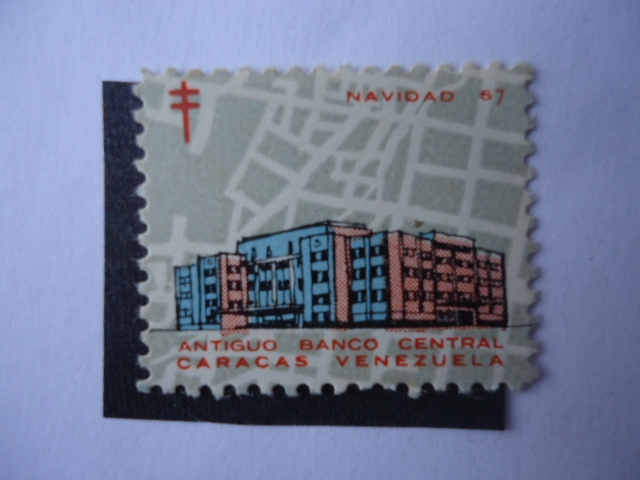 NAVIDAD 67
ANTIGUO BANCO CENTRAL
CARACAS VENEZUELA